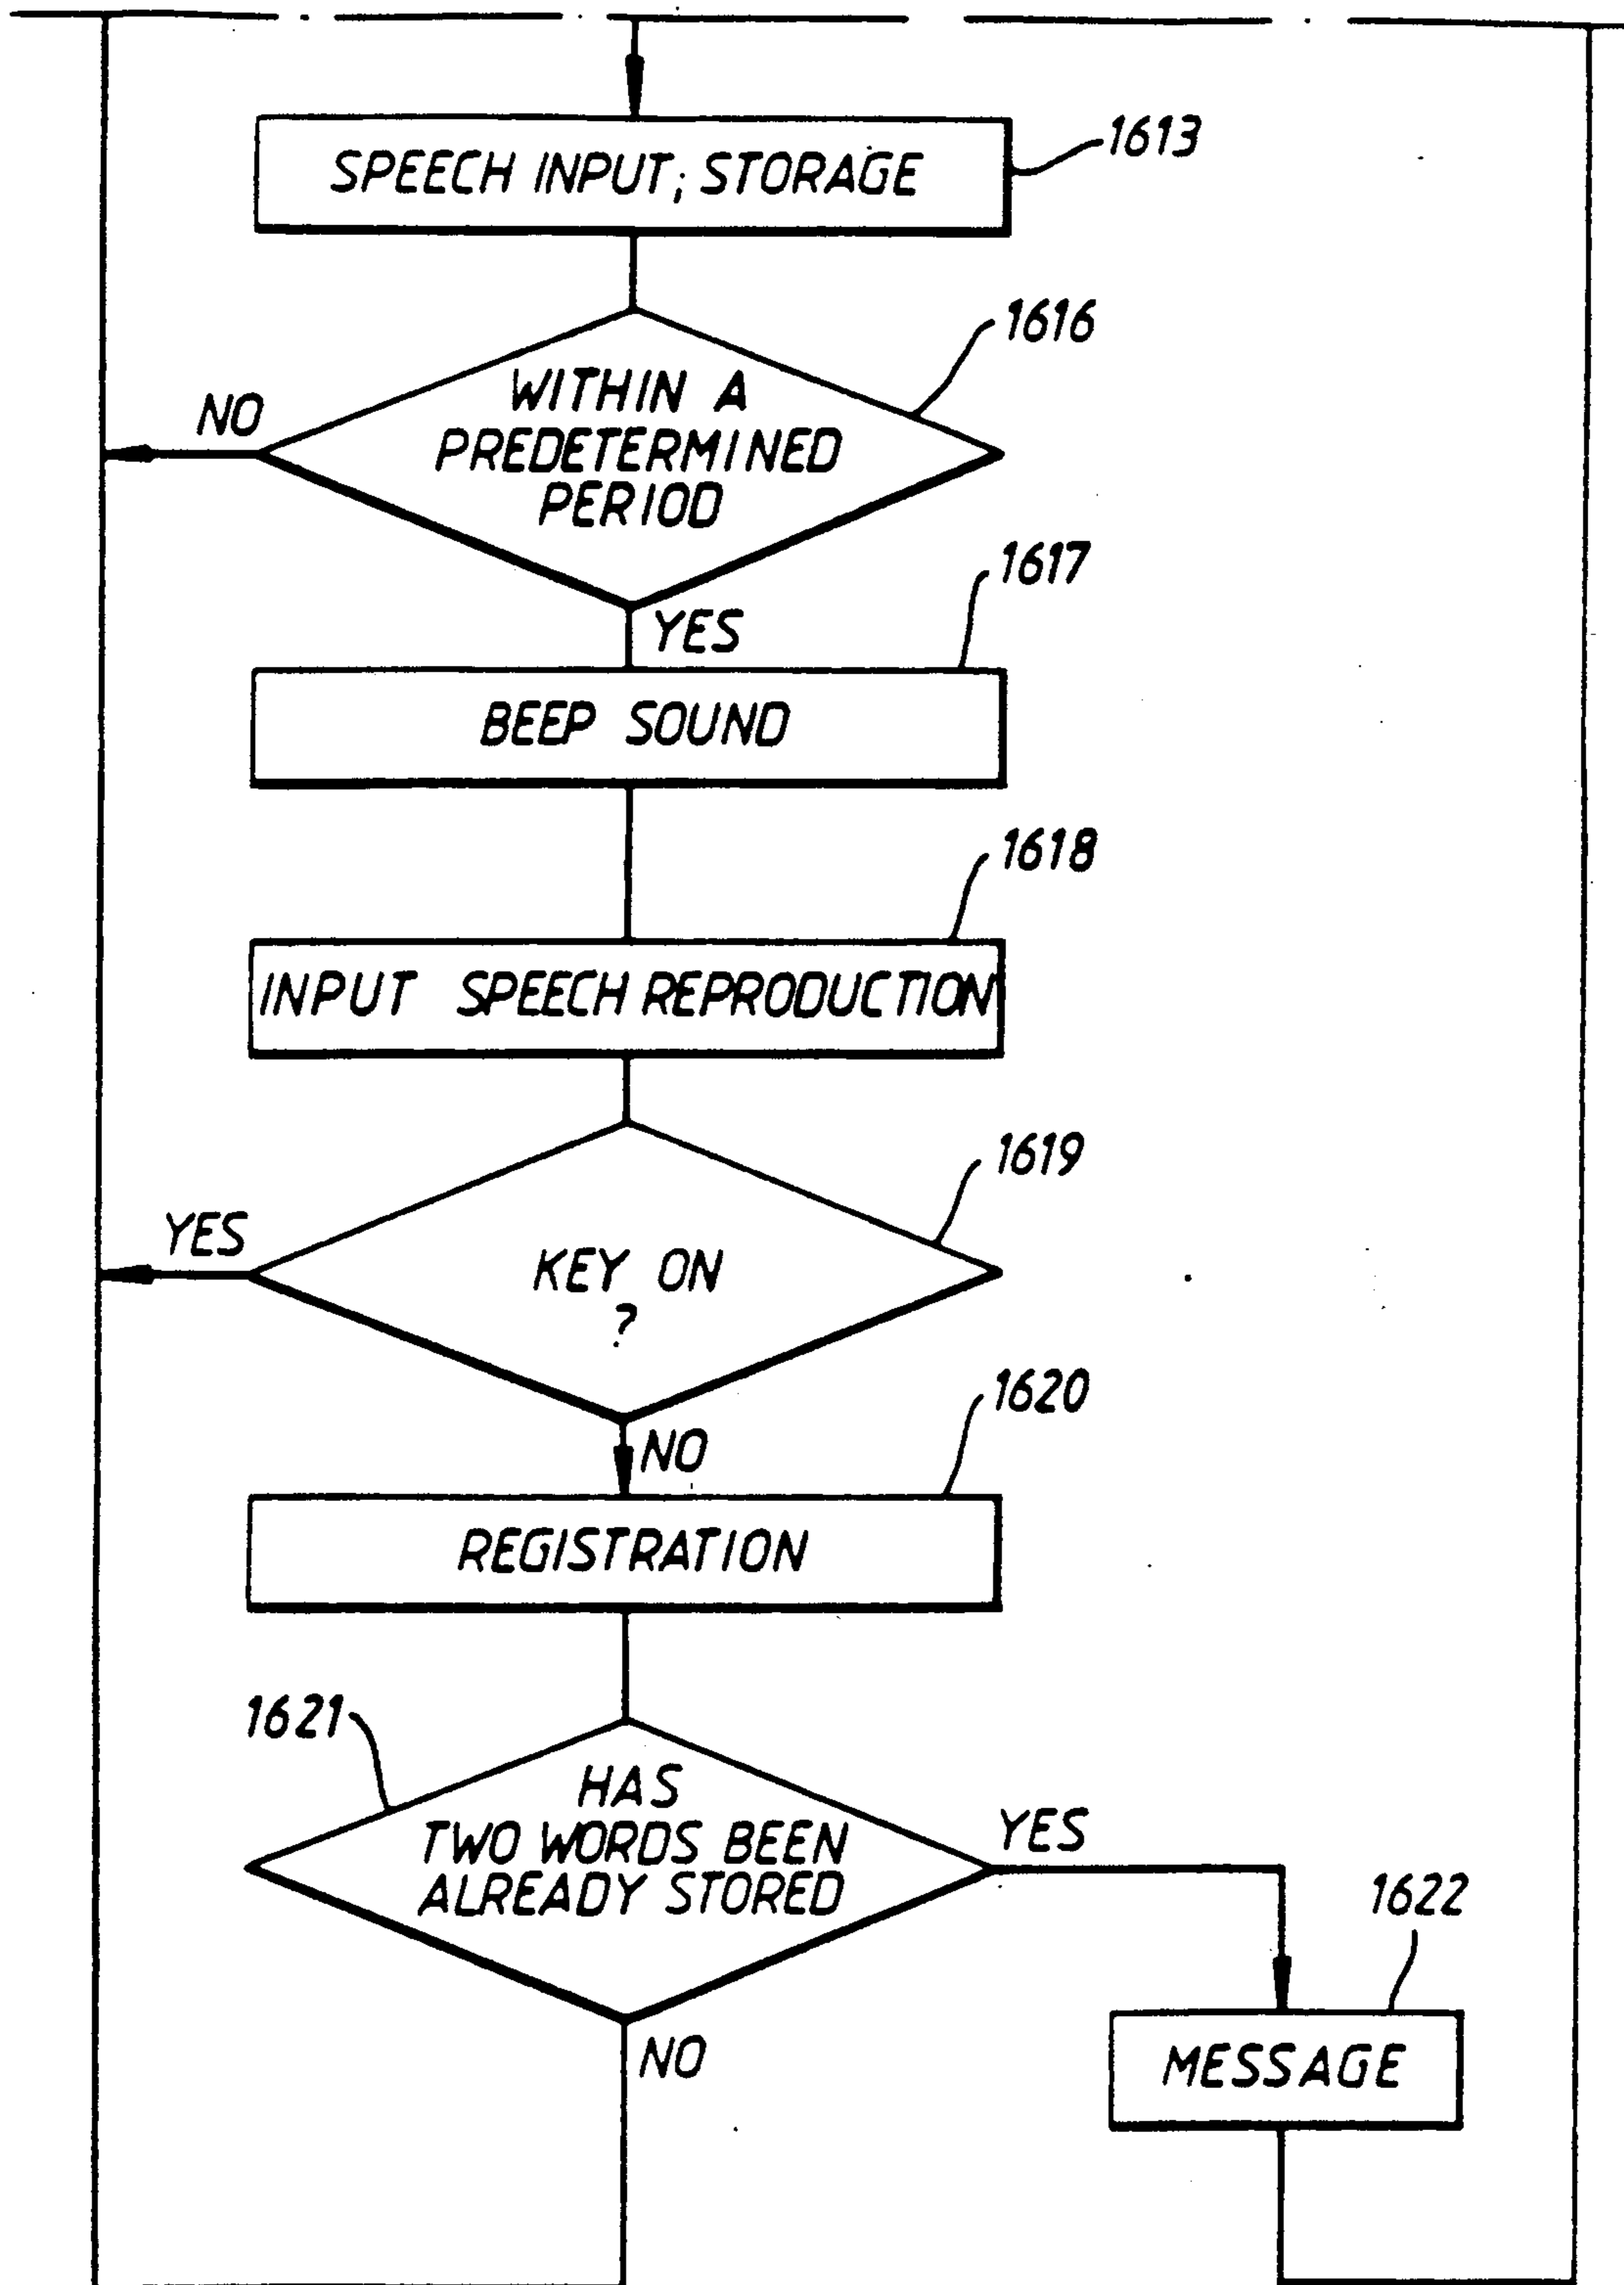 SPEECH INPUT; STORAGE
1613
1616
WITHIN A
PREDETERMINED
PERIOD
NO
1617
YES
BEEP SOUND
1618
INPUT SPEECH REPRODUCTION
1619
YES
KEY ON
?
1620
NO
REGISTRATION
1621
HAS
TWO WORDS BEEN
ALREADY STORED
YES
1622
NO
MESSAGE